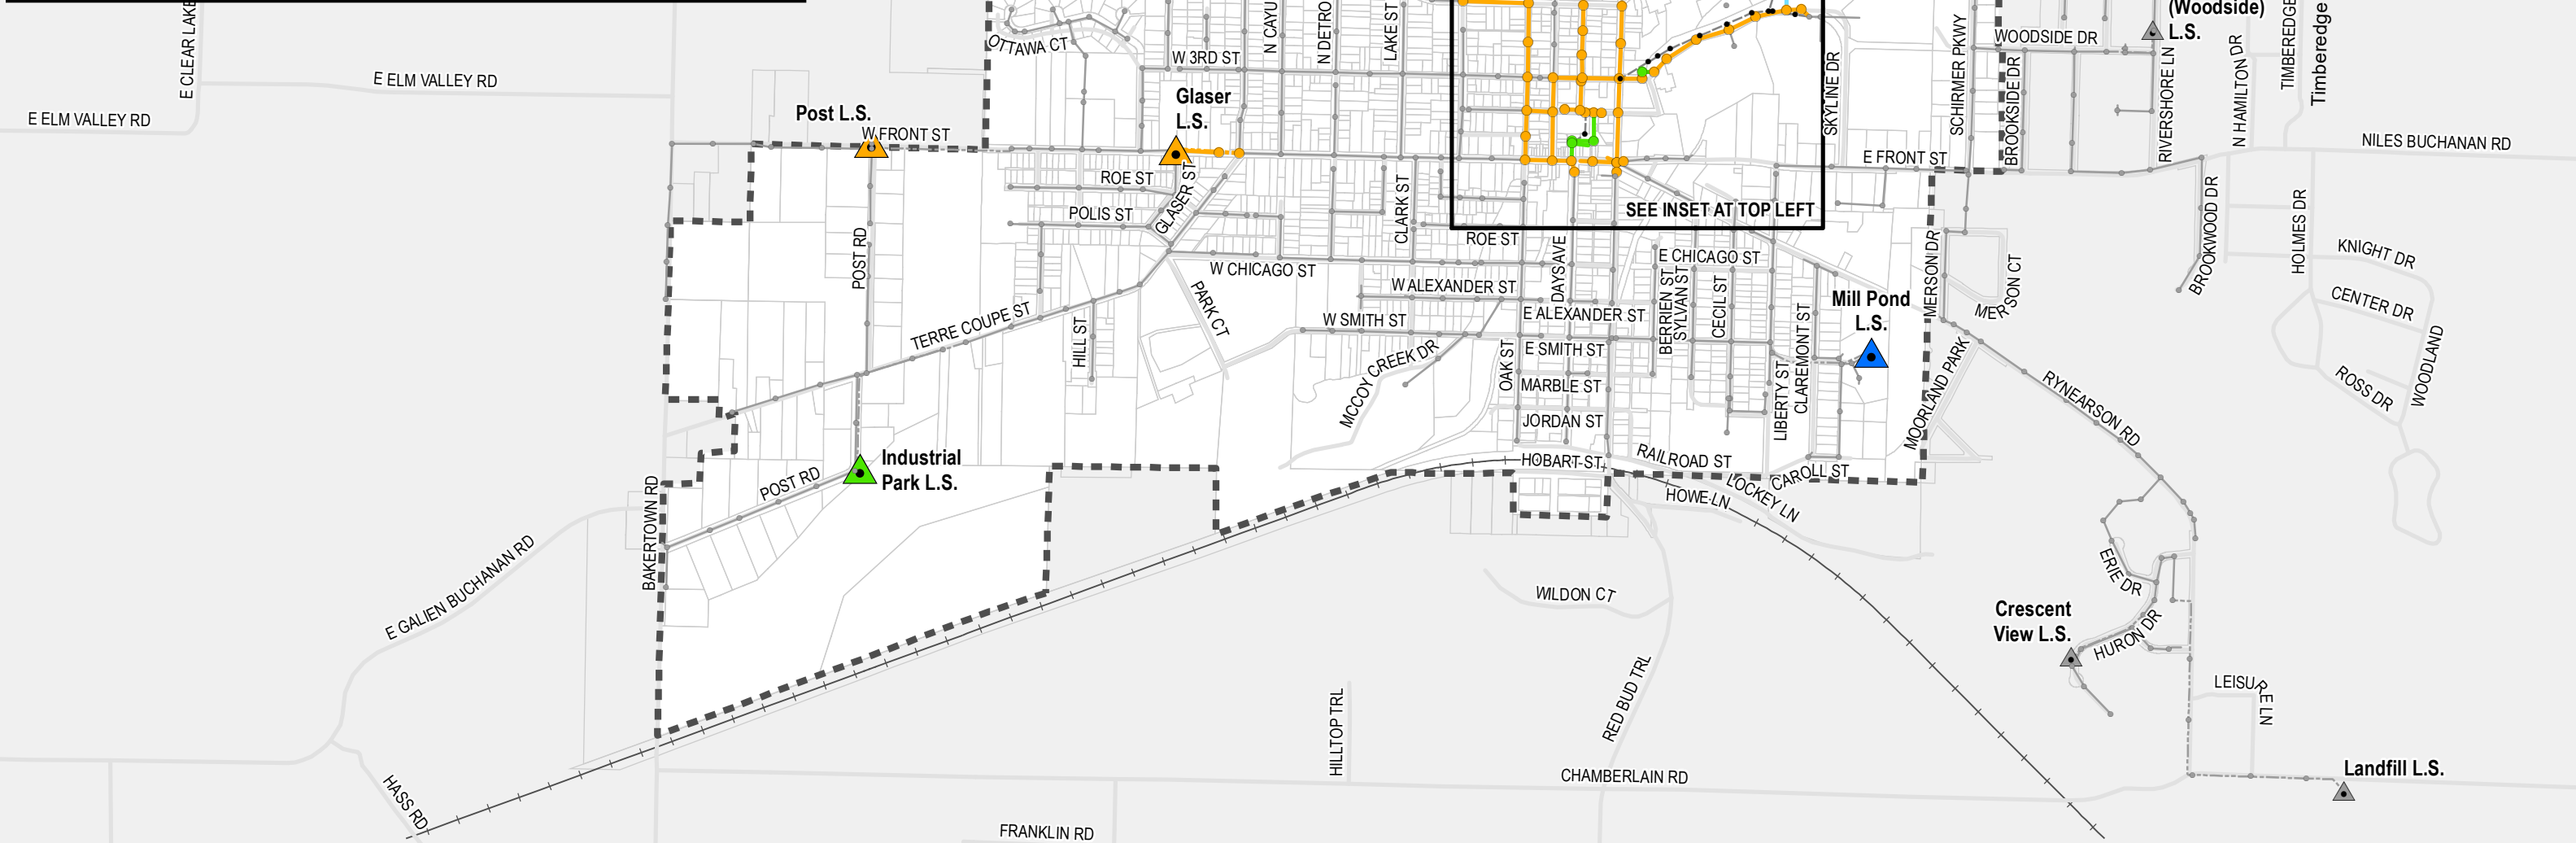 (Woodside)
L.S.
E CLEAR LAKE
OTTAWA CT
W 3RD ST
N CAYU
N DETRO
LAKE ST
SKYLINE DR
SCHIRMER PKWY
WOODSIDE DR
BROOKSIDE DR
RIVERSHORE LN
N HAMILTON DR
TIMBEREDGE
Timberedge
E ELM VALLEY RD
E ELM VALLEY RD
Post L.S.
W FRONT ST
Glaser
L.S.
E FRONT ST
NILES BUCHANAN RD
ROE ST
POLIS ST
GLASER ST
CLARK ST
SEE INSET AT TOP LEFT
ROE ST
BROOKWOOD DR
HOLMES DR
KNIGHT DR
CENTER DR
WOODLAND
ROSS DR
POST RD
W CHICAGO ST
DAYS AVE
E CHICAGO ST
MERSON DR
MERSON CT
PARK CT
W ALEXANDER ST
E ALEXANDER ST
BERRIEN ST
SYLVAN ST
CECIL ST
CLAREMONT ST
LIBERTY ST
Mill Pond
L.S.
TERRE COUPE ST
HILL ST
W SMITH ST
MCCOY CREEK DR
OAK ST
E SMITH ST
MARBLE ST
JORDAN ST
MOORLAND PARK
RYNEARSON RD
Industrial
Park L.S.
POST RD
BAKERTOWN RD
HOBART ST
RAILROAD ST
CAROLL ST
LOCKEY LN
HOWE LN
E GALIEN BUCHANAN RD
WILDON CT
ERIE DR
HURON DR
Crescent
View L.S.
LEISURE LN
RED BUD TRL
HILLTOP TRL
CHAMBERLAIN RD
Landfill L.S.
HASS RD
FRANKLIN RD